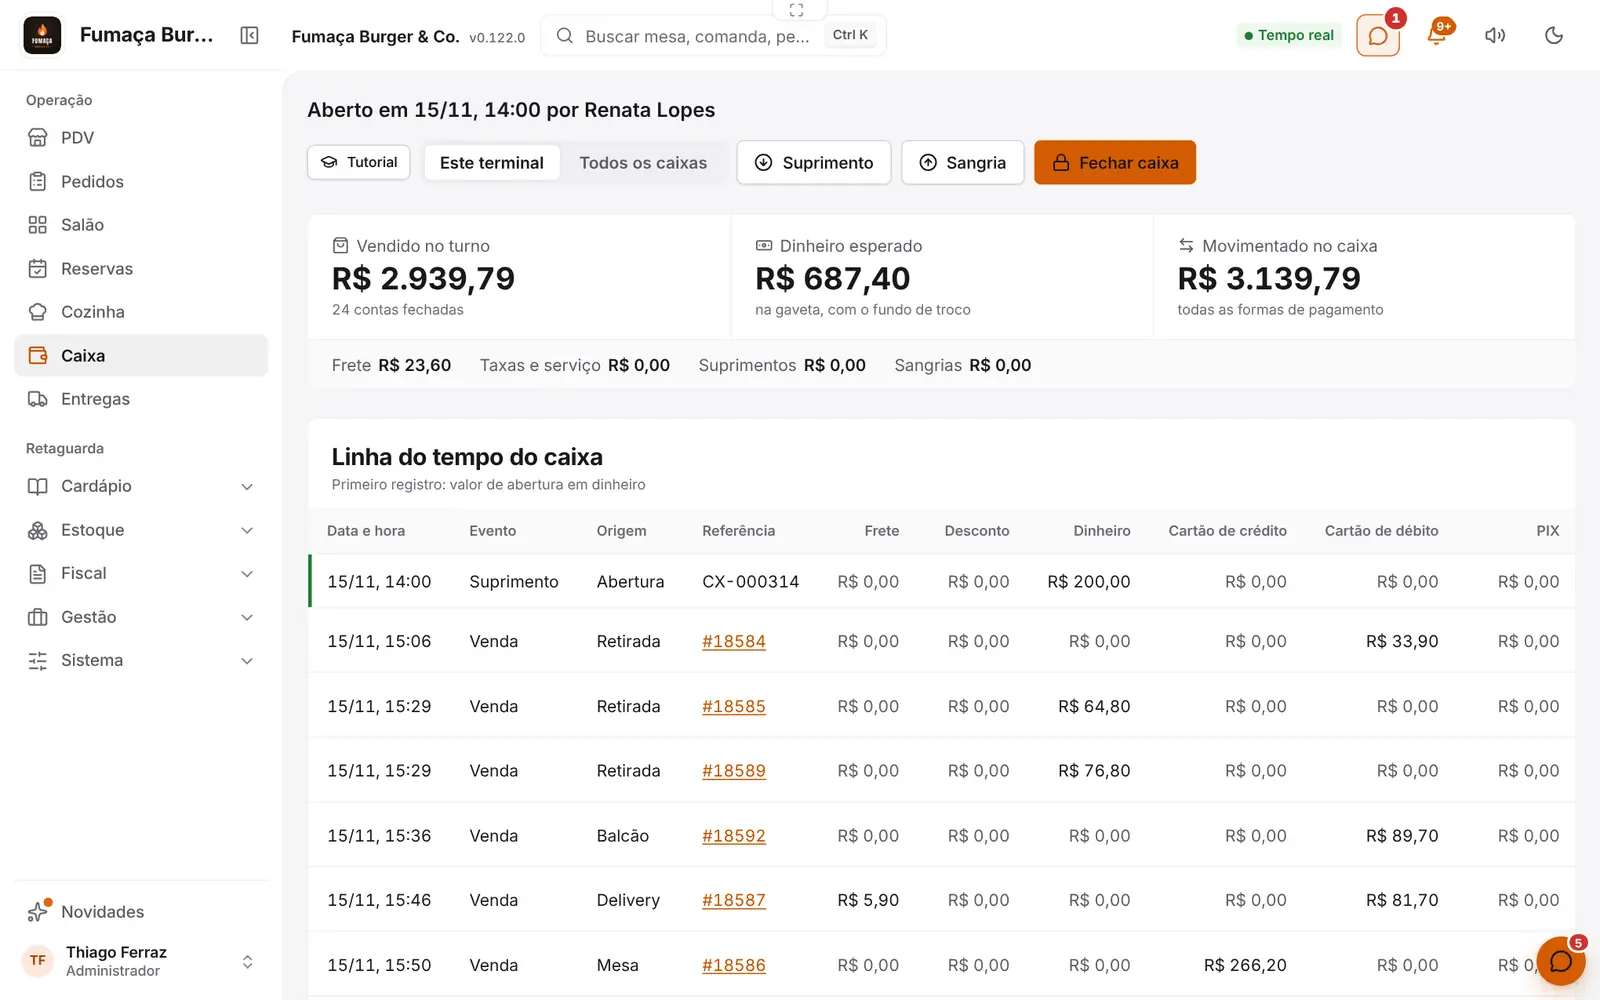 FUMAÇA
Fumaça Bur...
Fumaça Burger & Co. v0.122.0
Buscar mesa, comanda, pe...
Ctrl K
Tempo real
1
9+
Operação
PDV
Pedidos
Salão
Reservas
Cozinha
Caixa
Entregas
Retaguarda
Cardápio
Estoque
Fiscal
Gestão
Sistema
Novidades
TF
Thiago Ferraz
Administrador
Aberto em 15/11, 14:00 por Renata Lopes
Tutorial
Este terminal
Todos os caixas
Suprimento
Sangria
Fechar caixa
Vendido no turno
R$ 2.939,79
24 contas fechadas
Dinheiro esperado
R$ 687,40
na gaveta, com o fundo de troco
Movimentado no caixa
R$ 3.139,79
todas as formas de pagamento
Frete R$ 23,60 Taxas e serviço R$ 0,00 Suprimentos R$ 0,00 Sangrias R$ 0,00
Linha do tempo do caixa
Primeiro registro: valor de abertura em dinheiro
Data e hora Evento Origem Referência Frete Desconto Dinheiro Cartão de crédito Cartão de débito PIX
15/11, 14:00 Suprimento Abertura CX-000314 R$ 0,00 R$ 0,00 R$ 200,00 R$ 0,00 R$ 0,00 R$ 0,00
15/11, 15:06 Venda Retirada #18584 R$ 0,00 R$ 0,00 R$ 0,00 R$ 0,00 R$ 33,90 R$ 0,00
15/11, 15:29 Venda Retirada #18585 R$ 0,00 R$ 0,00 R$ 64,80 R$ 0,00 R$ 0,00 R$ 0,00
15/11, 15:29 Venda Retirada #18589 R$ 0,00 R$ 0,00 R$ 76,80 R$ 0,00 R$ 0,00 R$ 0,00
15/11, 15:36 Venda Balcão #18592 R$ 0,00 R$ 0,00 R$ 0,00 R$ 0,00 R$ 89,70 R$ 0,00
15/11, 15:46 Venda Delivery #18587 R$ 5,90 R$ 0,00 R$ 0,00 R$ 0,00 R$ 81,70 R$ 0,00
15/11, 15:50 Venda Mesa #18586 R$ 0,00 R$ 0,00 R$ 0,00 R$ 266,20 R$ 0,00 R$ 0,
5